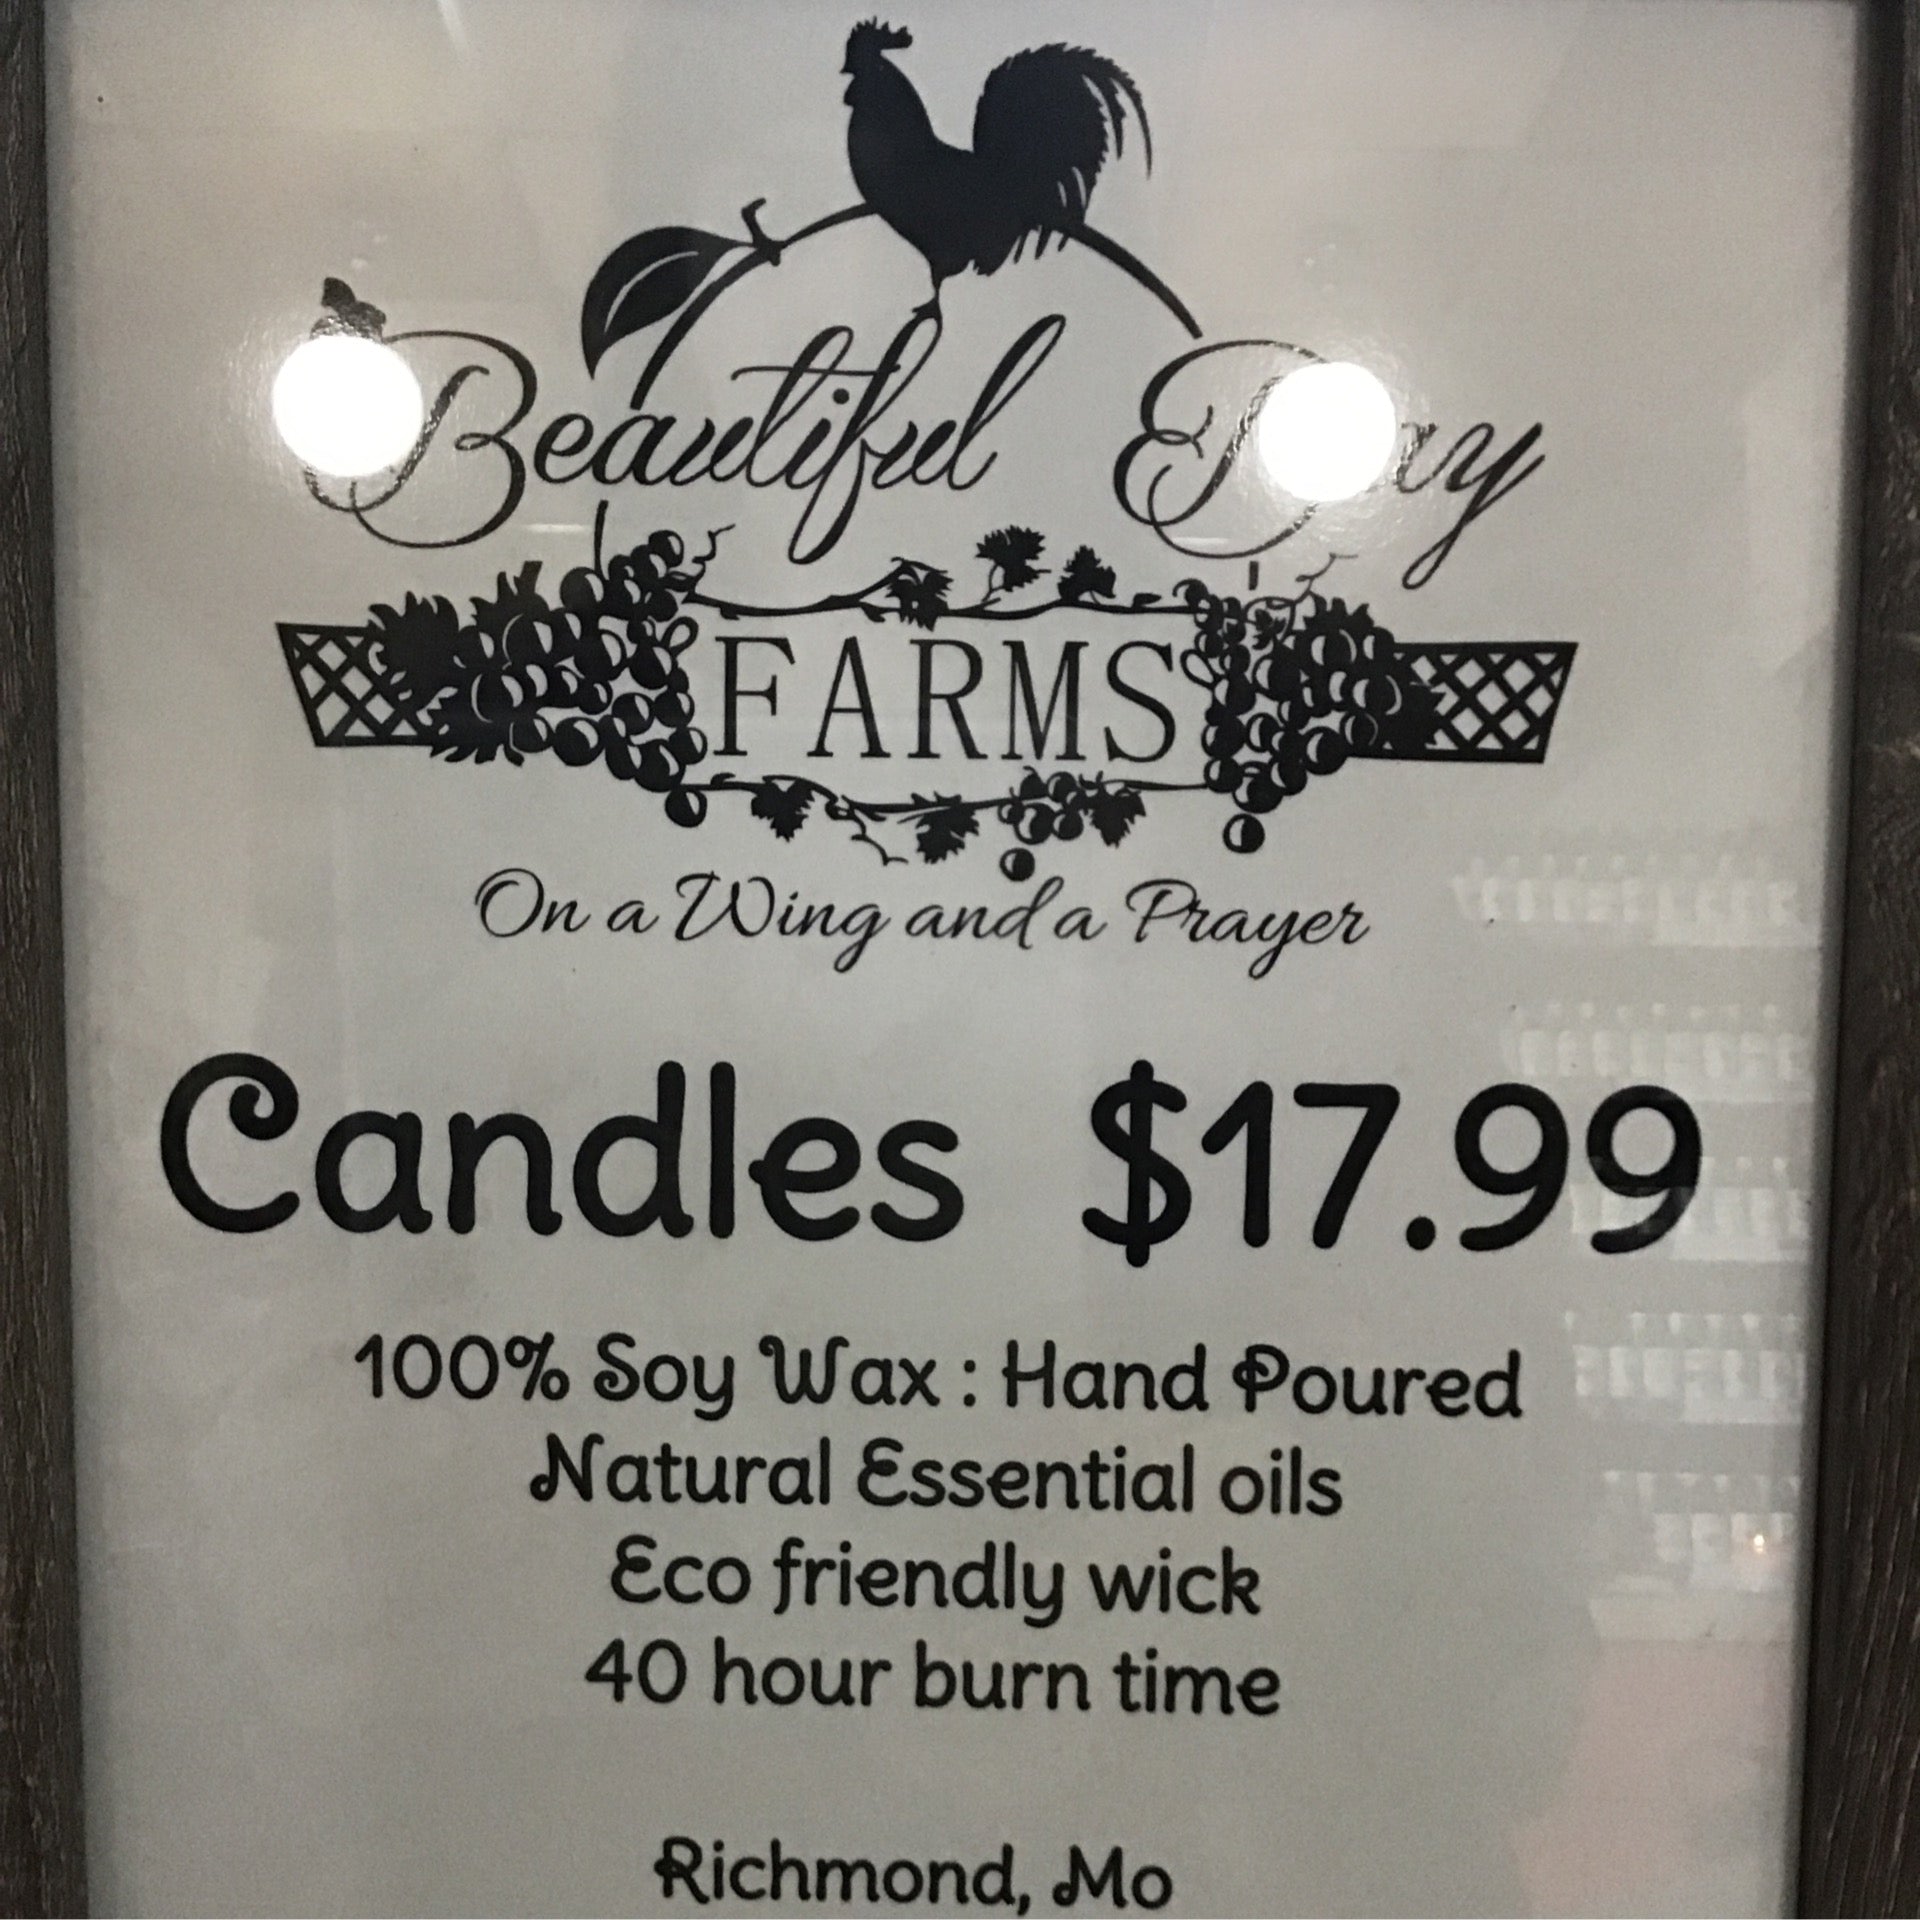 Beautiful Day
FARMS
On a Wing and a Prayer
Candles $17.99
100% Soy Wax : Hand Poured
Natural Essential oils
Eco friendly wick
40 hour burn time
Richmond, Mo